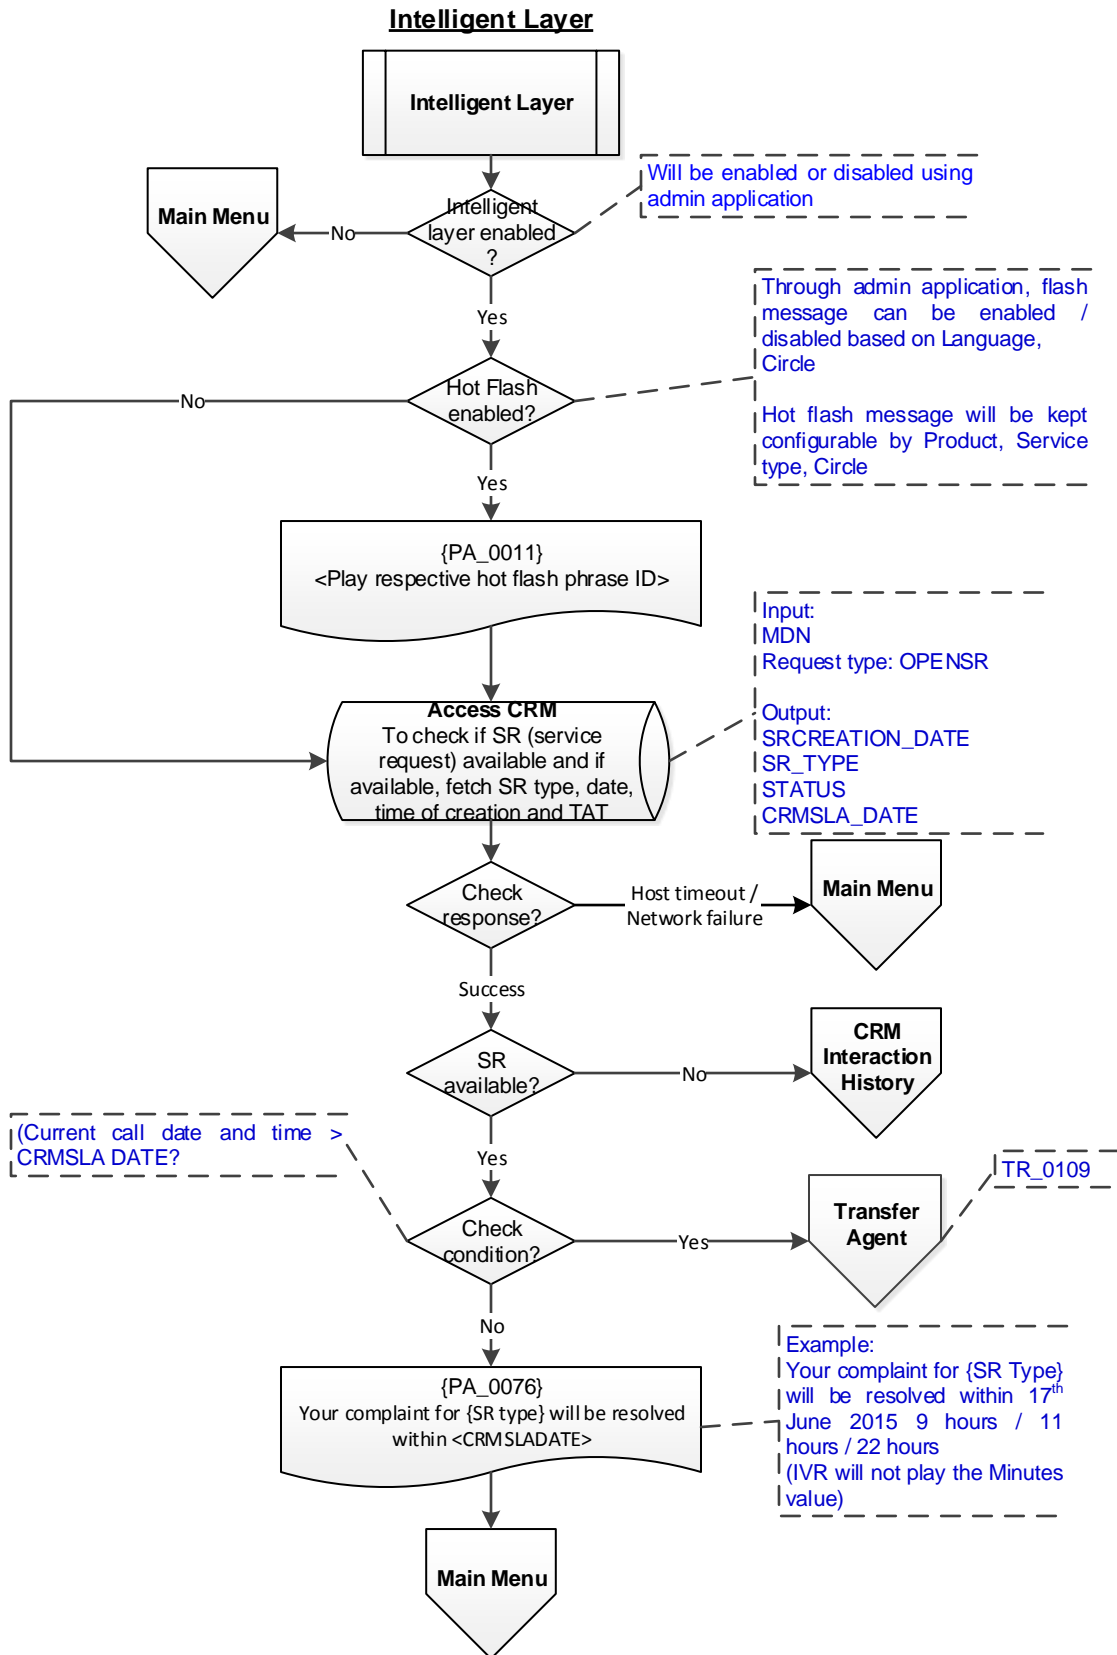 Intelligent Layer
Intelligent Layer
Will be enabled or disabled using
admin application
Main Menu
No
Intelligent
layer enabled
?
Yes
Through admin application, flash
message can be enabled /
disabled based on Language,
Circle
Hot flash message will be kept
configurable by Product, Service
type, Circle
No
Hot Flash
enabled?
Yes
{PA_0011}
<Play respective hot flash phrase ID>
Input:
MDN
Request type: OPENSR
Output:
SRCREATION_DATE
SR_TYPE
STATUS
CRMSLA_DATE
Access CRM
To check if SR (service
request) available and if
available, fetch SR type, date,
time of creation and TAT
Check
response?
Host timeout /
Network failure
Main Menu
Success
SR
available?
No
CRM
Interaction
History
(Current call date and time >
CRMSLA DATE?
Yes
TR_0109
Check
condition?
Yes
Transfer
Agent
No
{PA_0076}
Your complaint for {SR type} will be resolved
within <CRMSLADATE>
Example:
Your complaint for {SR Type}
will be resolved within 17th
June 2015 9 hours / 11
hours / 22 hours
(IVR will not play the Minutes
value)
Main Menu